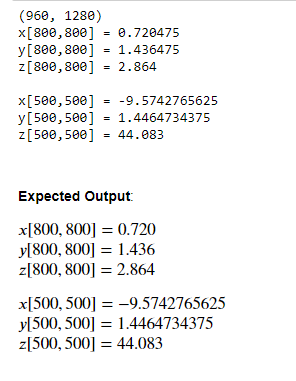 (960, 1280)
x[800,800] = 0.720475
y[800,800] = 1.436475
z[800,800] = 2.864
x[500,500] = -9.5742765625
y[500,500] = 1.4464734375
z[500,500] = 44.083
Expected Output:
x[800, 800] = 0.720
y[800, 800] = 1.436
z[800, 800] = 2.864
x[500, 500] = −9.5742765625
y[500, 500] = 1.4464734375
z[500, 500] = 44.083